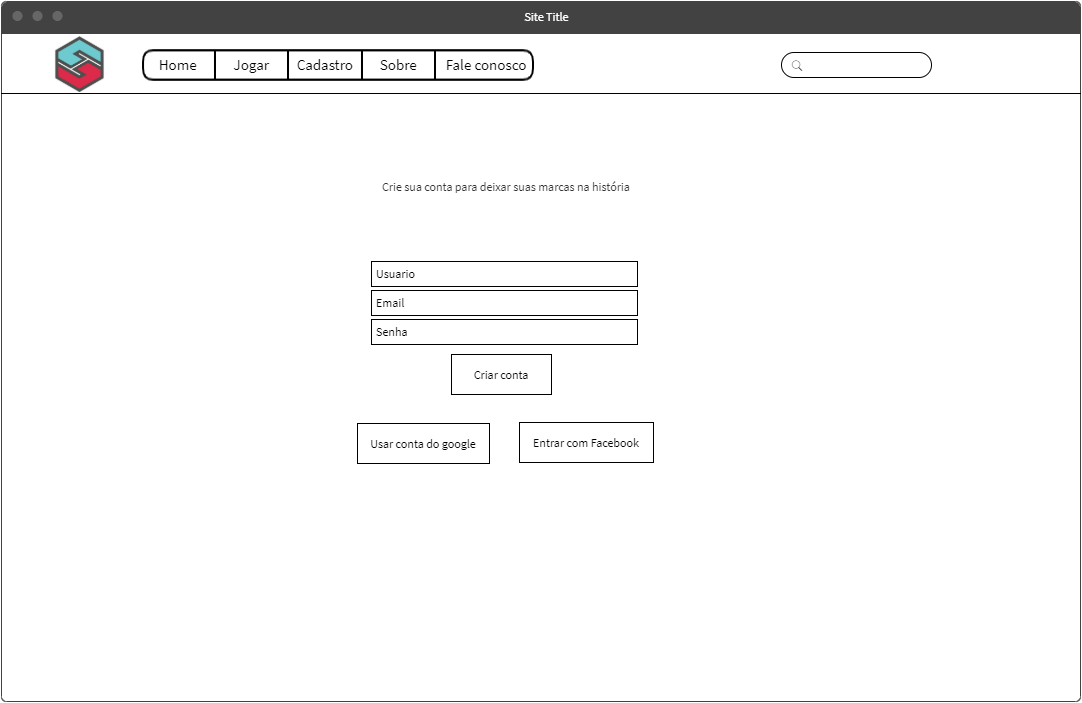 Site Title
Home Jogar Cadastro Sobre Fale conosco
Crie sua conta para deixar suas marcas na história
Usuario
Email
Senha
Criar conta
Usar conta do google Entrar com Facebook